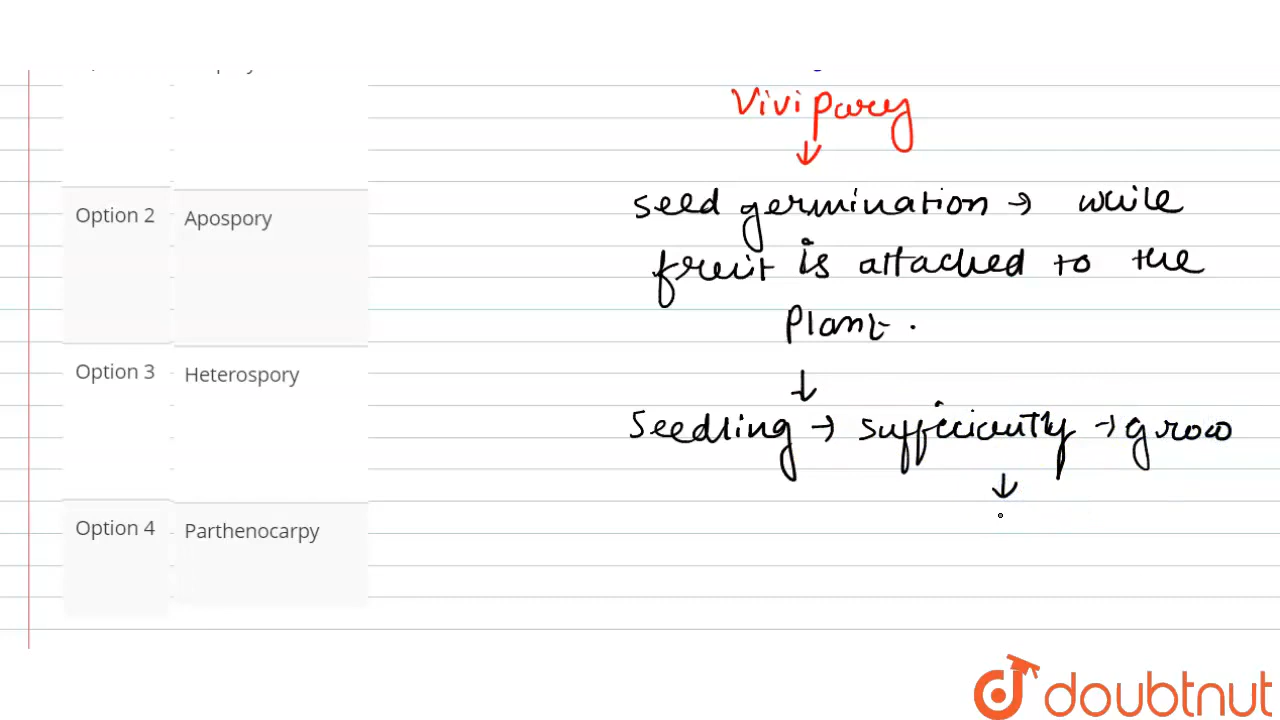 Vivipary
Option 2 Apospory
seed germination → while
fruit is attached to the
Plant.
Option 3 Heterospory
Seedling → sufficiently → grow
Option 4 Parthenocarpy
doubtnut